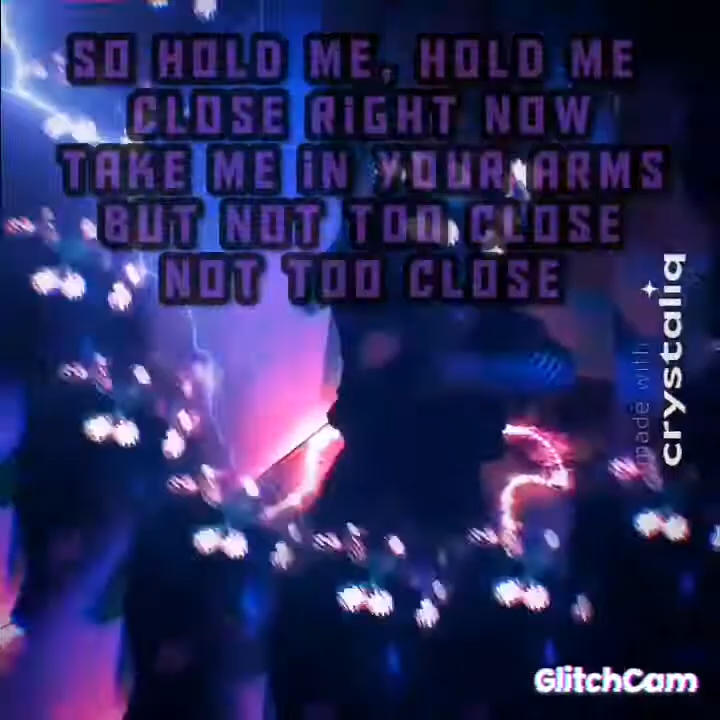 SO HOLD ME, HOLD ME
CLOSE RiGHT NOW
TAKE ME iN YOUR ARMS
BUT NOT TOO CLOSE
NOT TOO CLOSE
made with
crystaliq
GlitchCam